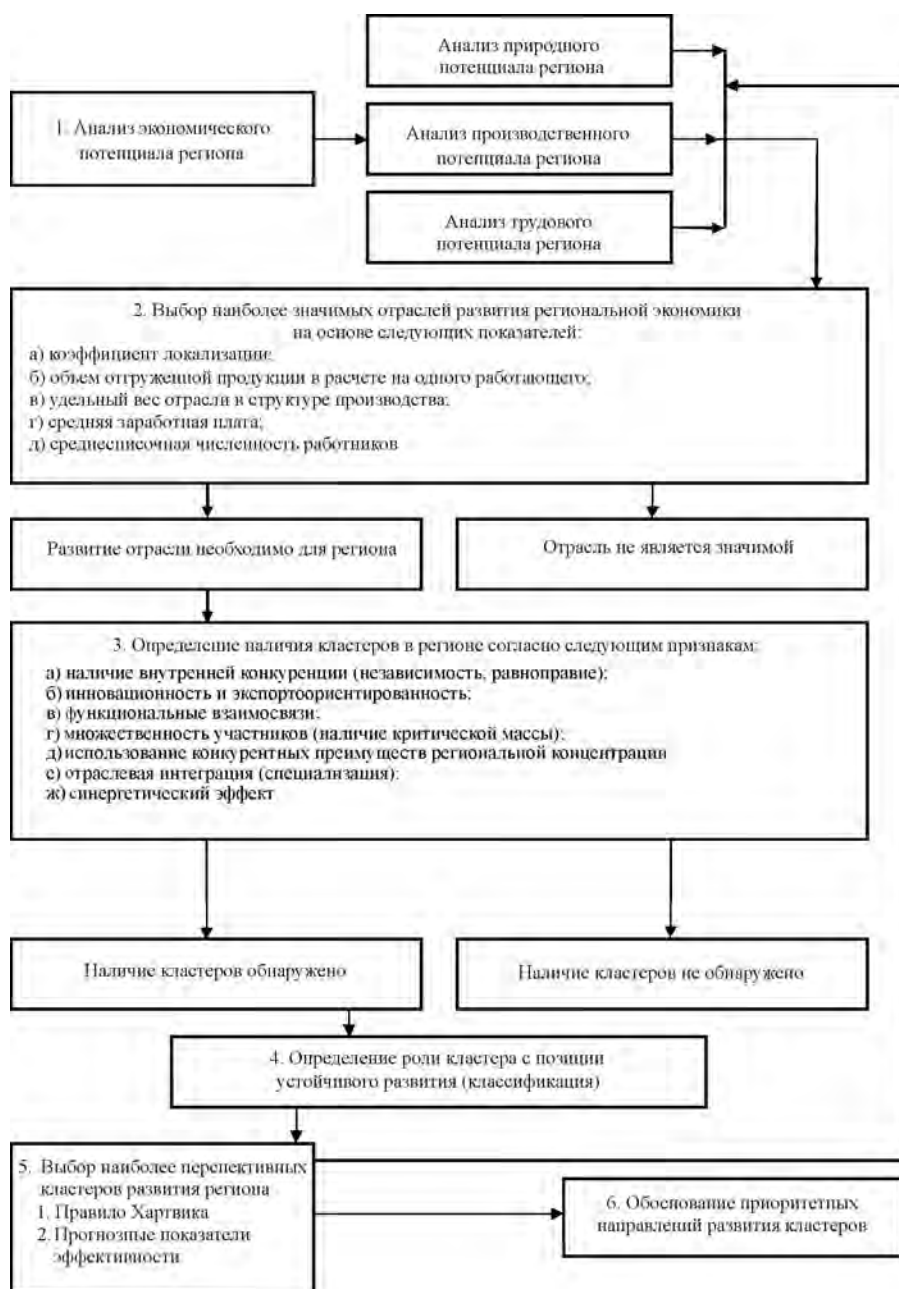 Анализ природного
потенциала региона
1. Анализ экономического
потенциала региона
Анализ производственного
потенциала региона
Анализ трудового
потенциала региона
2. Выбор наиболее значимых отраслей развития региональной экономики
на основе следующих показателей:
а) коэффициент локализации;
б) объем отгруженной продукции в расчете на одного работающего;
в) удельный вес отрасли в структуре производства;
г) средняя заработная плата;
д) среднесписочная численность работников
Развитие отрасли необходимо для региона
Отрасль не является значимой
3. Определение наличия кластеров в регионе согласно следующим признакам:
а) наличие внутренней конкуренции (независимость, равноправие);
б) инновационность и экспортоориентированность;
в) функциональные взаимосвязи;
г) множественность участников (наличие критической массы);
д) использование конкурентных преимуществ региональной концентрации
е) отраслевая интеграция (специализация);
ж) синергетический эффект
Наличие кластеров обнаружено
Наличие кластеров не обнаружено
4. Определение роли кластера с позиции
устойчивого развития (классификация)
5. Выбор наиболее перспективных
кластеров развития региона
1. Правило Хартвика
2. Прогнозные показатели
эффективности
6. Обоснование приоритетных
направлений развития кластеров